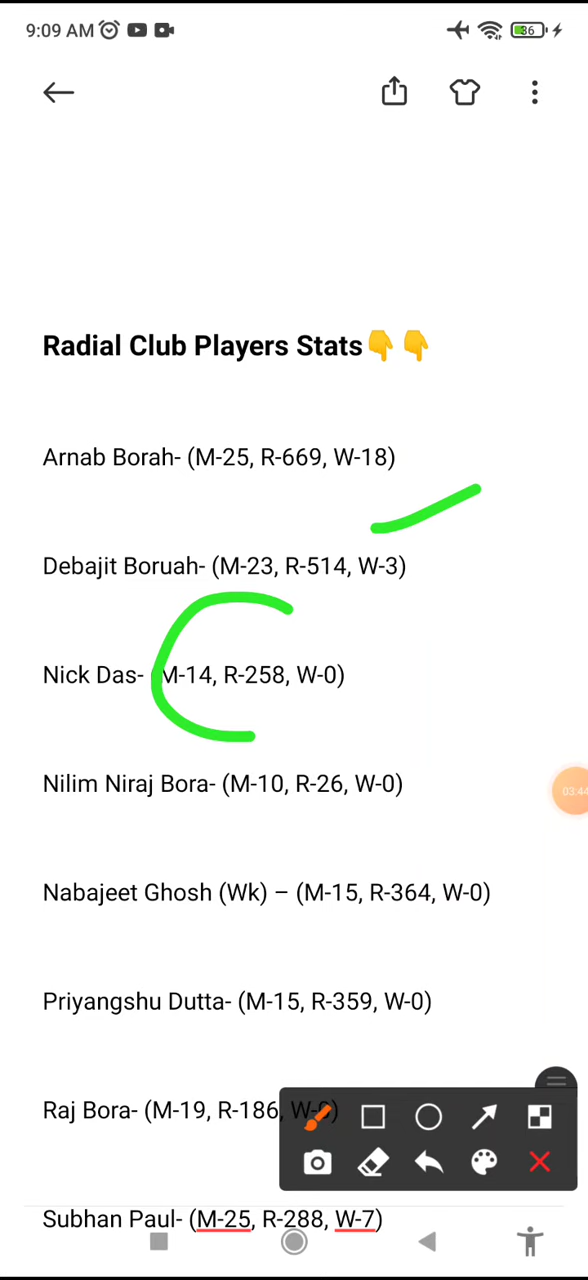 9:09 AM
36
Radial Club Players Stats👇👇
Arnab Borah- (M-25, R-669, W-18)
Debajit Boruah- (M-23, R-514, W-3)
Nick Das- (M-14, R-258, W-0)
Nilim Niraj Bora- (M-10, R-26, W-0)
03:44
Nabajeet Ghosh (Wk) – (M-15, R-364, W-0)
Priyangshu Dutta- (M-15, R-359, W-0)
Raj Bora- (M-19, R-186,
Subhan Paul- (M-25, R-288, W-7)